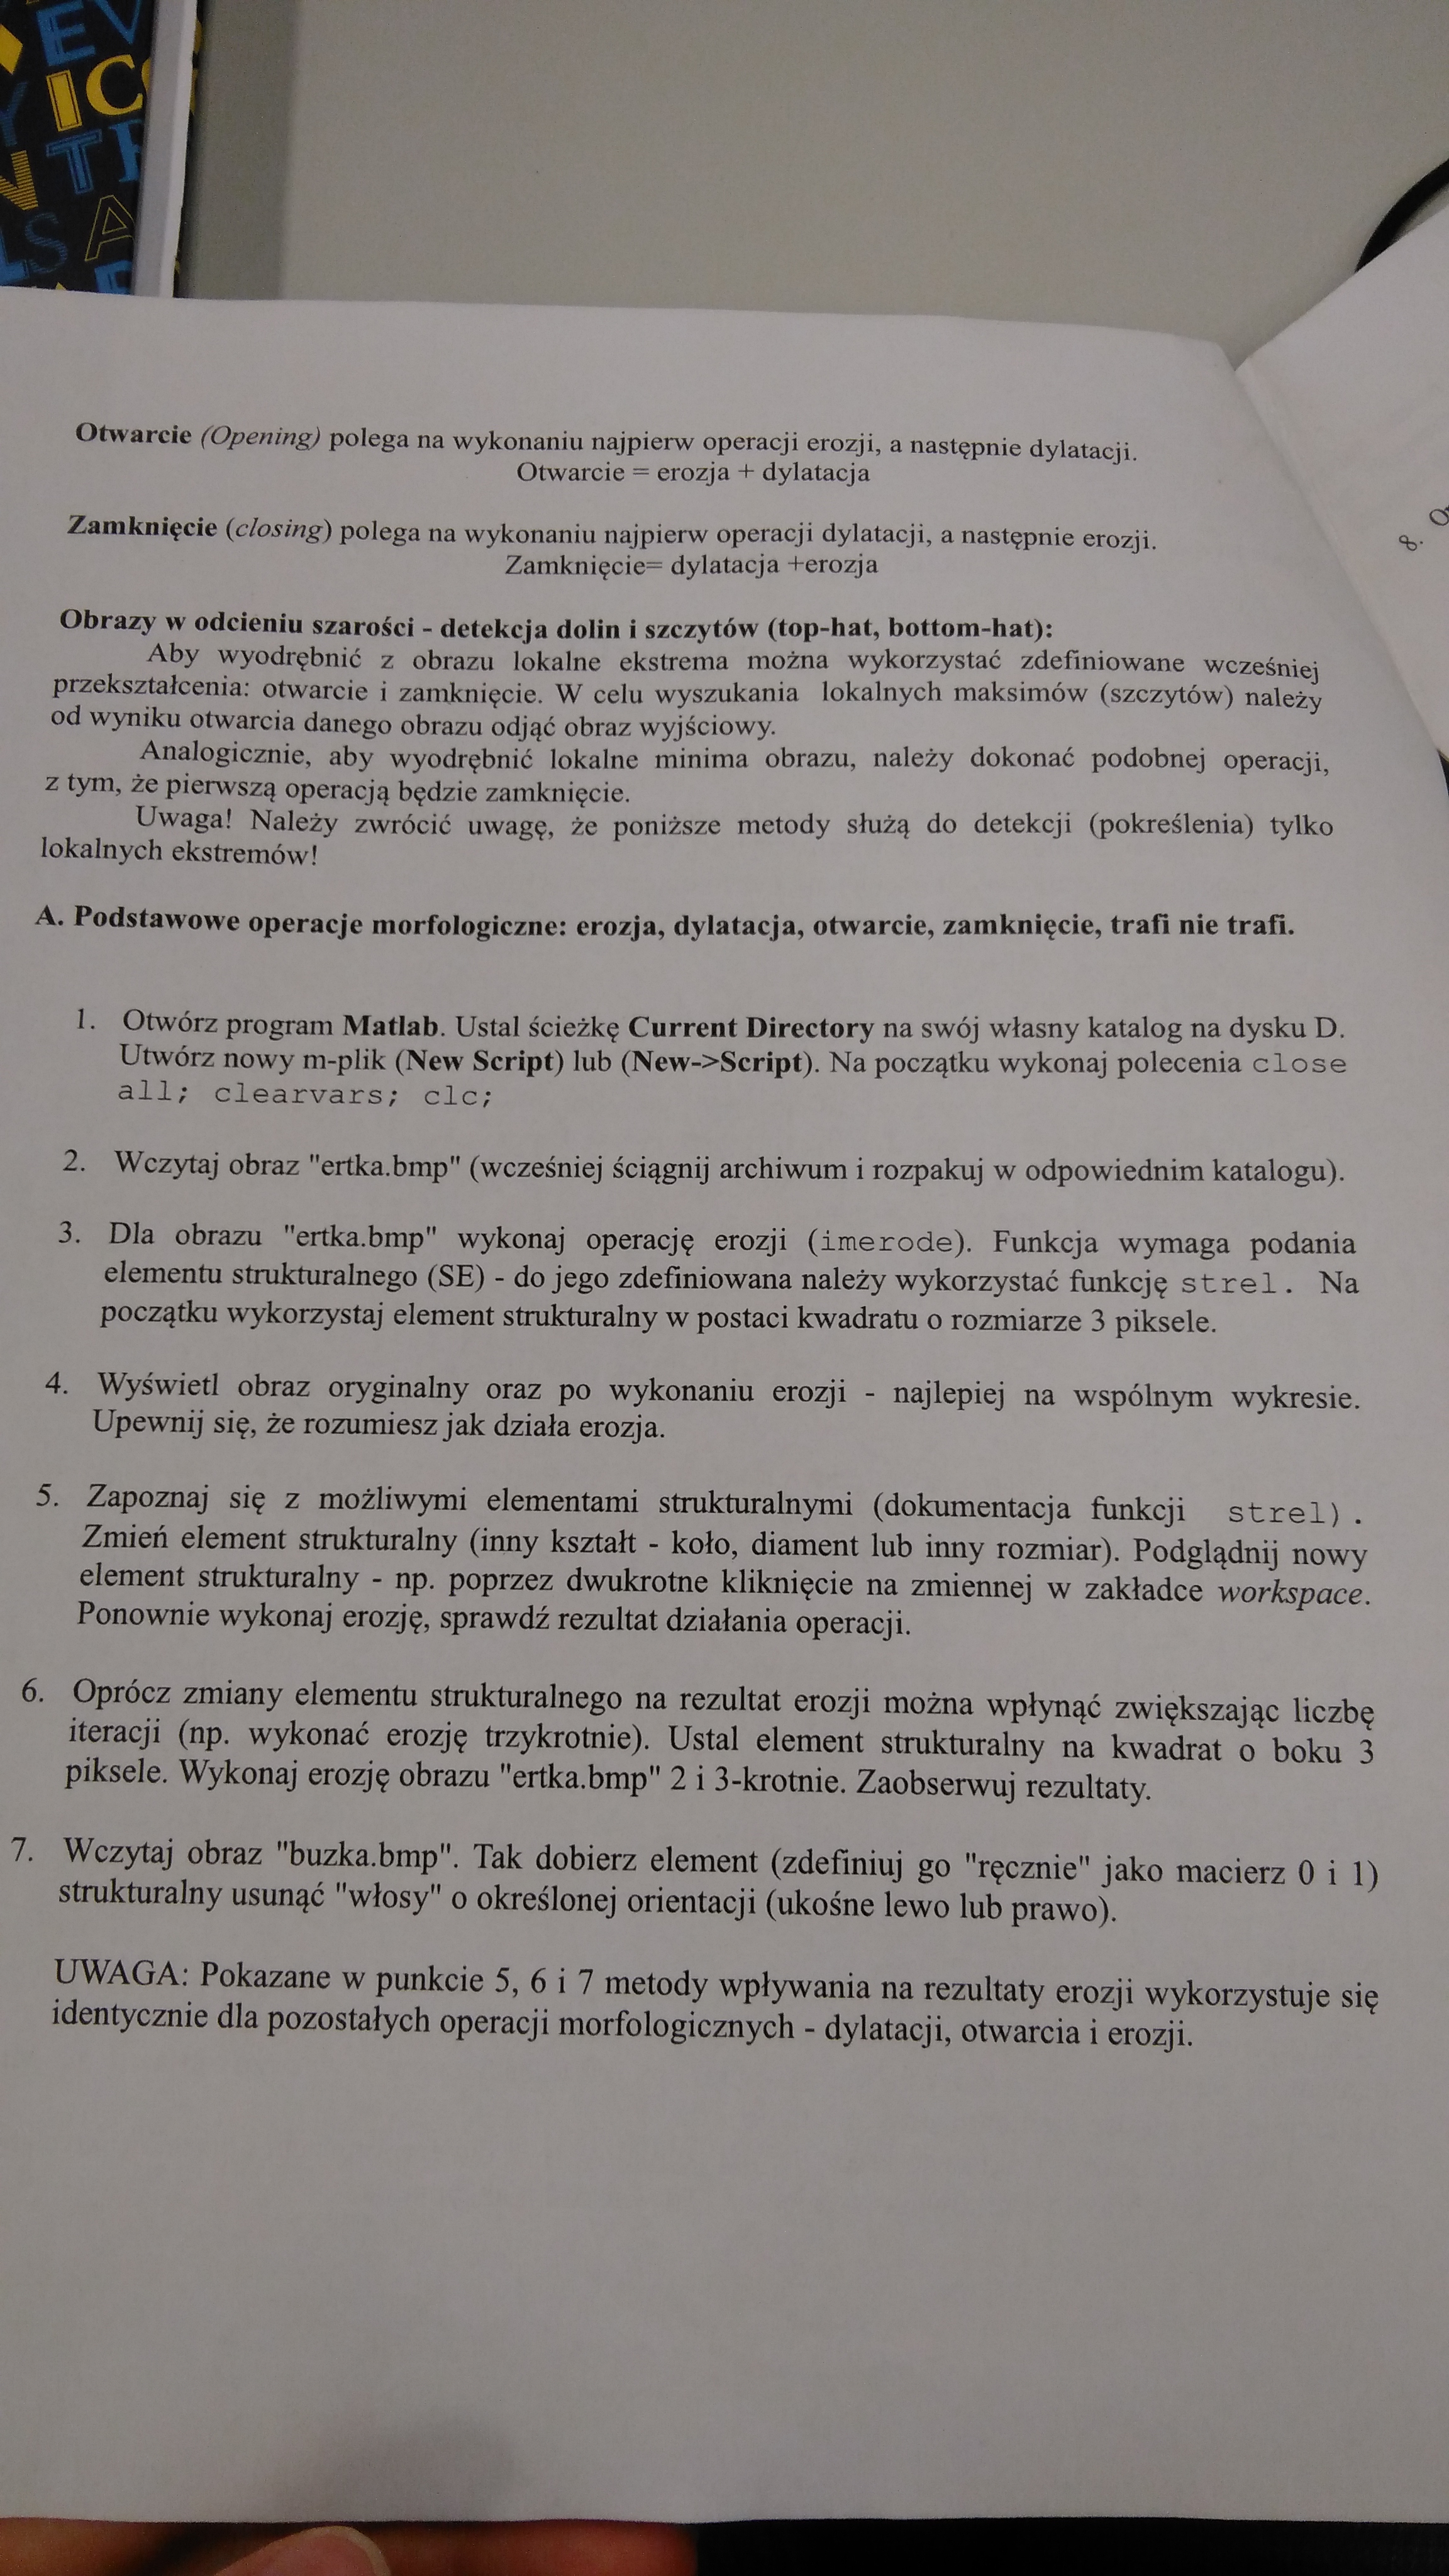 EV
IC
Y
TF
N
LS A
Otwarcie (Opening) polega na wykonaniu najpierw operacji erozji, a następnie dylatacji.
Otwarcie = erozja + dylatacja
Zamknięcie (closing) polega na wykonaniu najpierw operacji dylatacji, a następnie erozji.
Zamknięcie= dylatacja +erozja
Obrazy w odcieniu szarości - detekcja dolin i szczytów (top-hat, bottom-hat):
Aby wyodrębnić z obrazu lokalne ekstrema można wykorzystać zdefiniowane wcześniej
przekształcenia: otwarcie i zamknięcie. W celu wyszukania lokalnych maksimów (szczytów) należy
od wyniku otwarcia danego obrazu odjąć obraz wyjściowy.
Analogicznie, aby wyodrębnić lokalne minima obrazu, należy dokonać podobnej operacji,
z tym, że pierwszą operacją będzie zamknięcie.
Uwaga! Należy zwrócić uwagę, że poniższe metody służą do detekcji (pokreślenia) tylko
lokalnych ekstremów!
A. Podstawowe operacje morfologiczne: erozja, dylatacja, otwarcie, zamknięcie, trafi nie trafi.
1. Otwórz program Matlab. Ustal ścieżkę Current Directory na swój własny katalog na dysku D.
Utwórz nowy m-plik (New Script) lub (New->Script). Na początku wykonaj polecenia close
all; clearvars; clc;
2. Wczytaj obraz "ertka.bmp" (wcześniej ściągnij archiwum i rozpakuj w odpowiednim katalogu).
3. Dla obrazu "ertka.bmp" wykonaj operację erozji (imerode). Funkcja wymaga podania
elementu strukturalnego (SE) - do jego zdefiniowana należy wykorzystać funkcję strel. Na
początku wykorzystaj element strukturalny w postaci kwadratu o rozmiarze 3 piksele.
4. Wyświetl obraz oryginalny oraz po wykonaniu erozji - najlepiej na wspólnym wykresie.
Upewnij się, że rozumiesz jak działa erozja.
5. Zapoznaj się z możliwymi elementami strukturalnymi (dokumentacja funkcji strel).
Zmień element strukturalny (inny kształt - koło, diament lub inny rozmiar). Podglądnij nowy
element strukturalny - np. poprzez dwukrotne kliknięcie na zmiennej w zakładce workspace.
Ponownie wykonaj erozję, sprawdź rezultat działania operacji.
6. Oprócz zmiany elementu strukturalnego na rezultat erozji można wpłynąć zwiększając liczbę
iteracji (np. wykonać erozję trzykrotnie). Ustal element strukturalny na kwadrat o boku 3
piksele. Wykonaj erozję obrazu "ertka.bmp" 2 i 3-krotnie. Zaobserwuj rezultaty.
7. Wczytaj obraz "buzka.bmp". Tak dobierz element (zdefiniuj go "ręcznie" jako macierz 0 i 1)
strukturalny usunąć "włosy" o określonej orientacji (ukośne lewo lub prawo).
UWAGA: Pokazane w punkcie 5, 6 i 7 metody wpływania na rezultaty erozji wykorzystuje się
identycznie dla pozostałych operacji morfologicznych - dylatacji, otwarcia i erozji.
8.